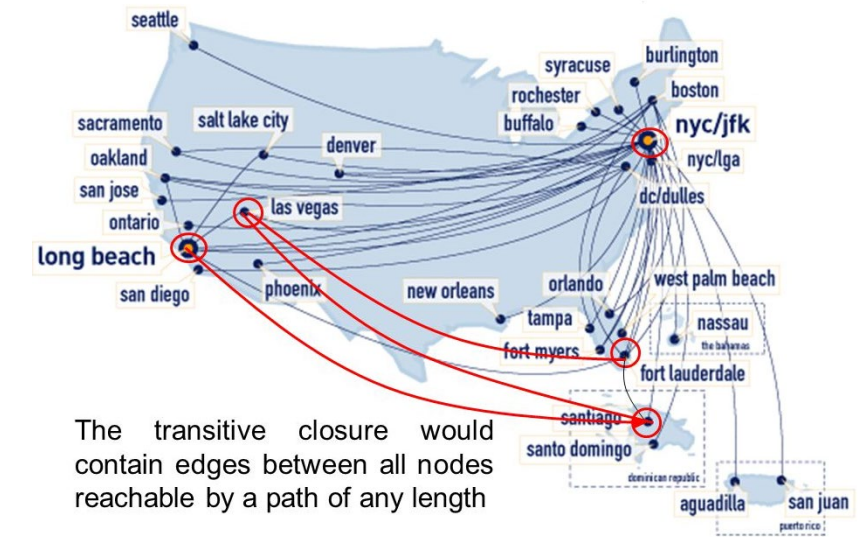 seattle
burlington
syracuse
boston
rochester
nyc/jfk
buffalo
sacramento
salt lake city
denver
oakland
nyc/lga
san jose
dc/dulles
las vegas
ontario
long beach
san diego
phoenix
new orleans
orlando
west palm beach
tampa
nassau
the bahamas
fort myers
fort lauderdale
santiago
santo domingo
dominican republic
aguadilla
san juan
puerto rico
The transitive closure would
contain edges between all nodes
reachable by a path of any length